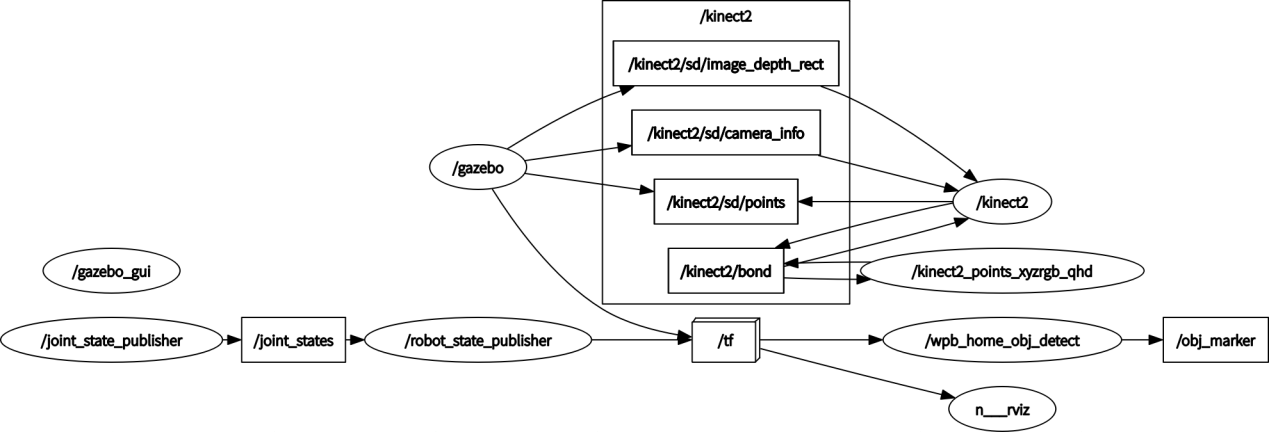 /kinect2
/kinect2/sd/image_depth_rect
/kinect2/sd/camera_info
/gazebo
/kinect2/sd/points
/kinect2
/gazebo_gui
/kinect2/bond
/kinect2_points_xyzrgb_qhd
/joint_state_publisher
/joint_states
/robot_state_publisher
/tf
/wpb_home_obj_detect
/obj_marker
n___rviz